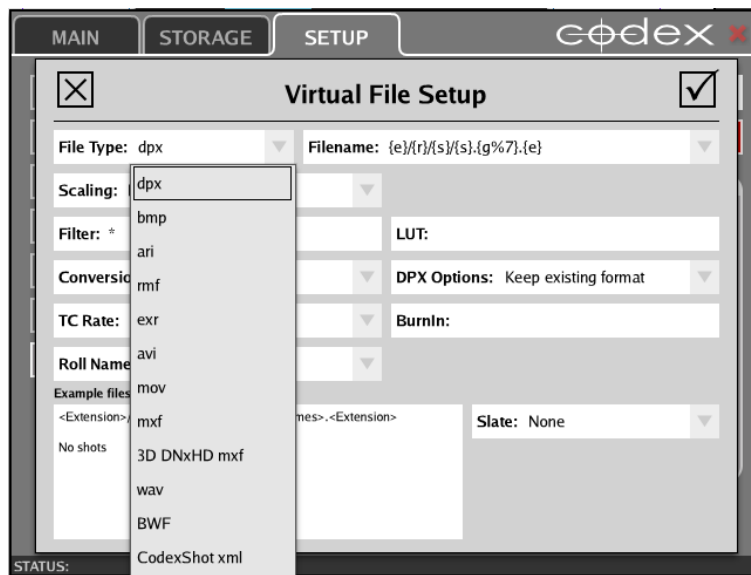 MAIN STORAGE SETUP codex
Virtual File Setup
File Type: dpx Filename: {e}/{r}/{s}/{s}.{g%7}.{e}
dpx
Scaling:
bmp
Filter: * LUT:
ari
Conversio DPX Options: Keep existing format
rmf
TC Rate: exr BurnIn:
avi
Roll Name
Example files mov
<Extension>/ mxf mes>.<Extension> Slate: None
No shots
3D DNxHD mxf
wav
BWF
CodexShot xml
STATUS: